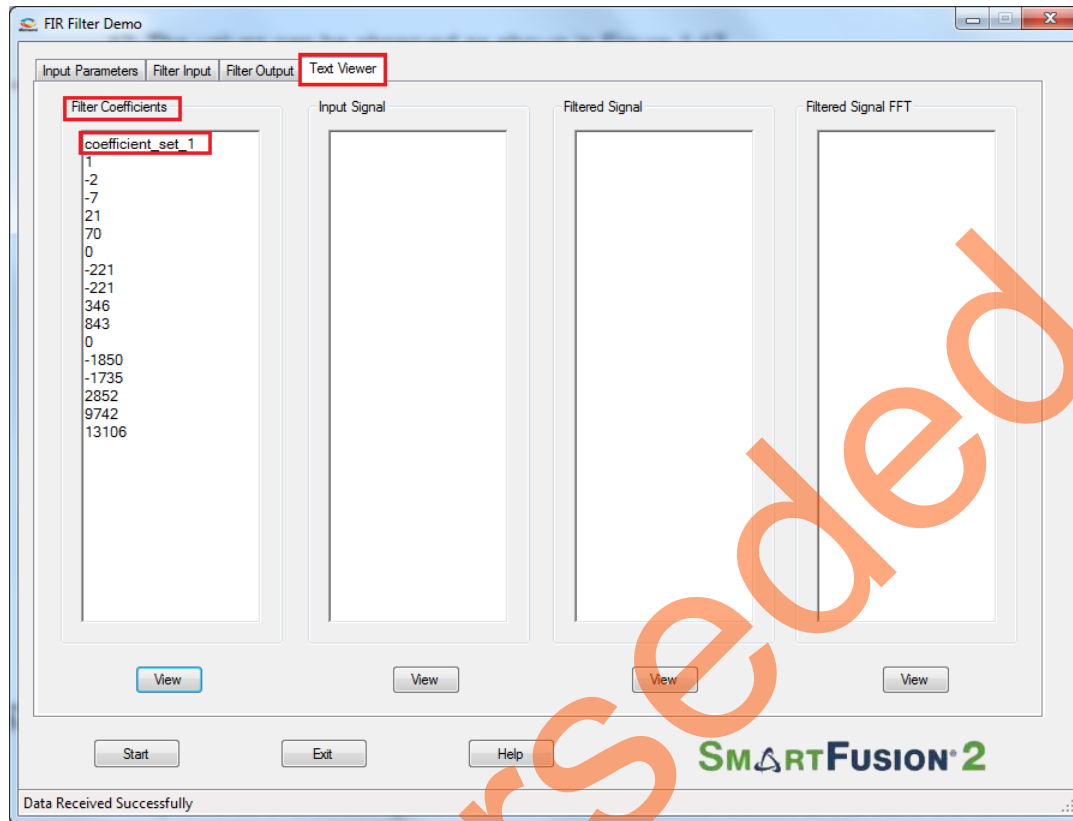 FIR Filter Demo
Input Parameters Filter Input Filter Output Text Viewer
Filter Coefficients
coefficient_set_1
1
-2
-7
21
70
0
-221
-221
346
843
0
-1850
-1735
2852
9742
13106
View
Input Signal
View
Filtered Signal
View
Filtered Signal FFT
View
Start Exit Help
SMARTFUSION® 2
Data Received Successfully
rseded